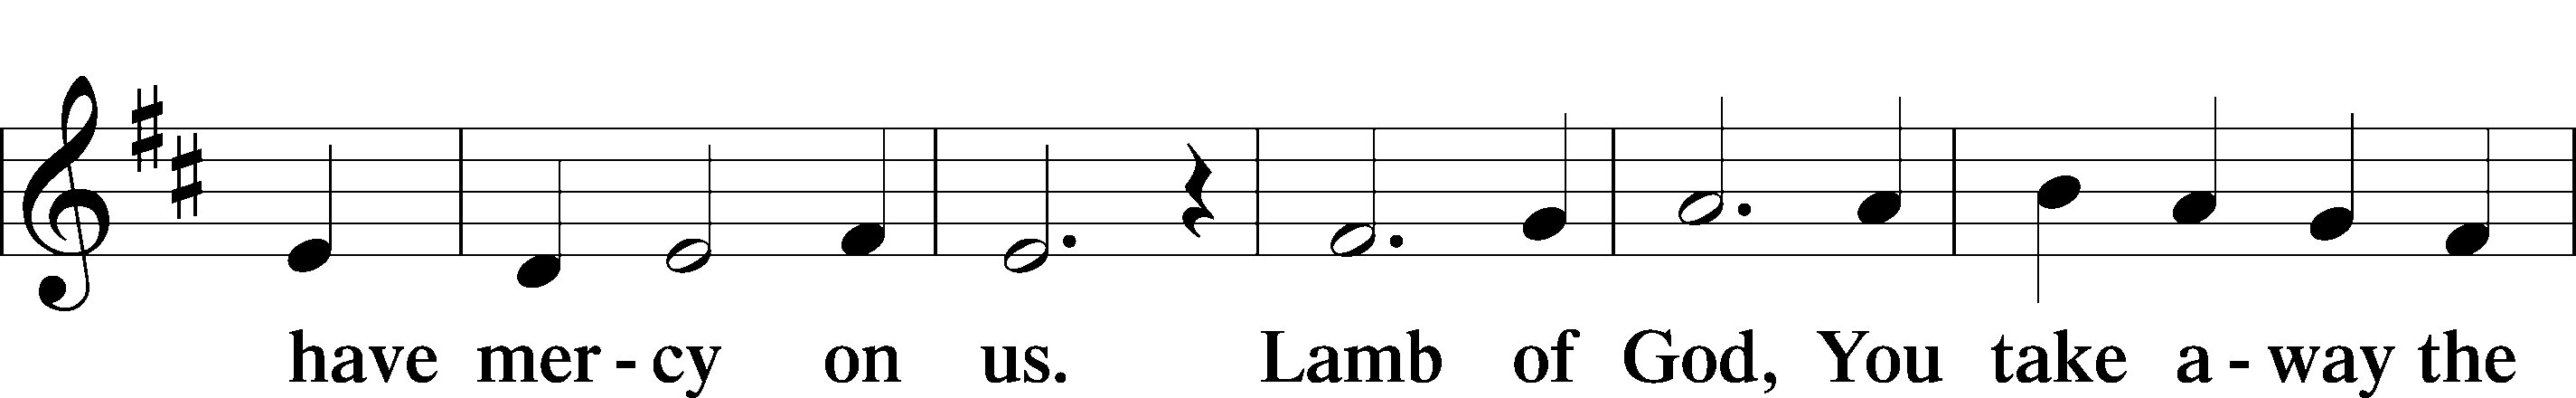 have mer - cy on us. Lamb of God, You take a - way the